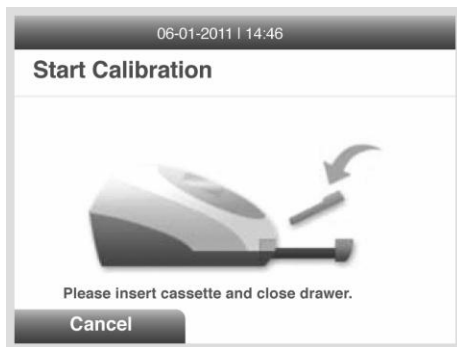 06-01-2011 | 14:46
Start Calibration
Please insert cassette and close drawer.
Cancel